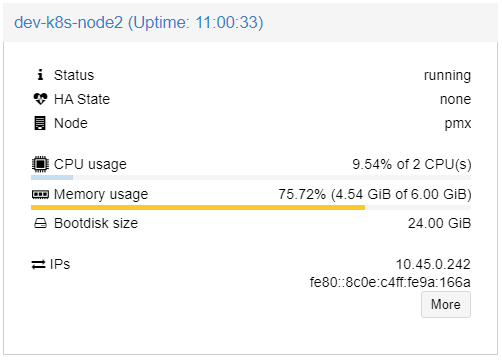 dev-k8s-node2 (Uptime: 11:00:33)
Status running
HA State none
Node pmx
CPU usage 9.54% of 2 CPU(s)
Memory usage 75.72% (4.54 GiB of 6.00 GiB)
Bootdisk size 24.00 GiB
IPs 10.45.0.242
fe80::8c0e:c4ff:fe9a:166a
More